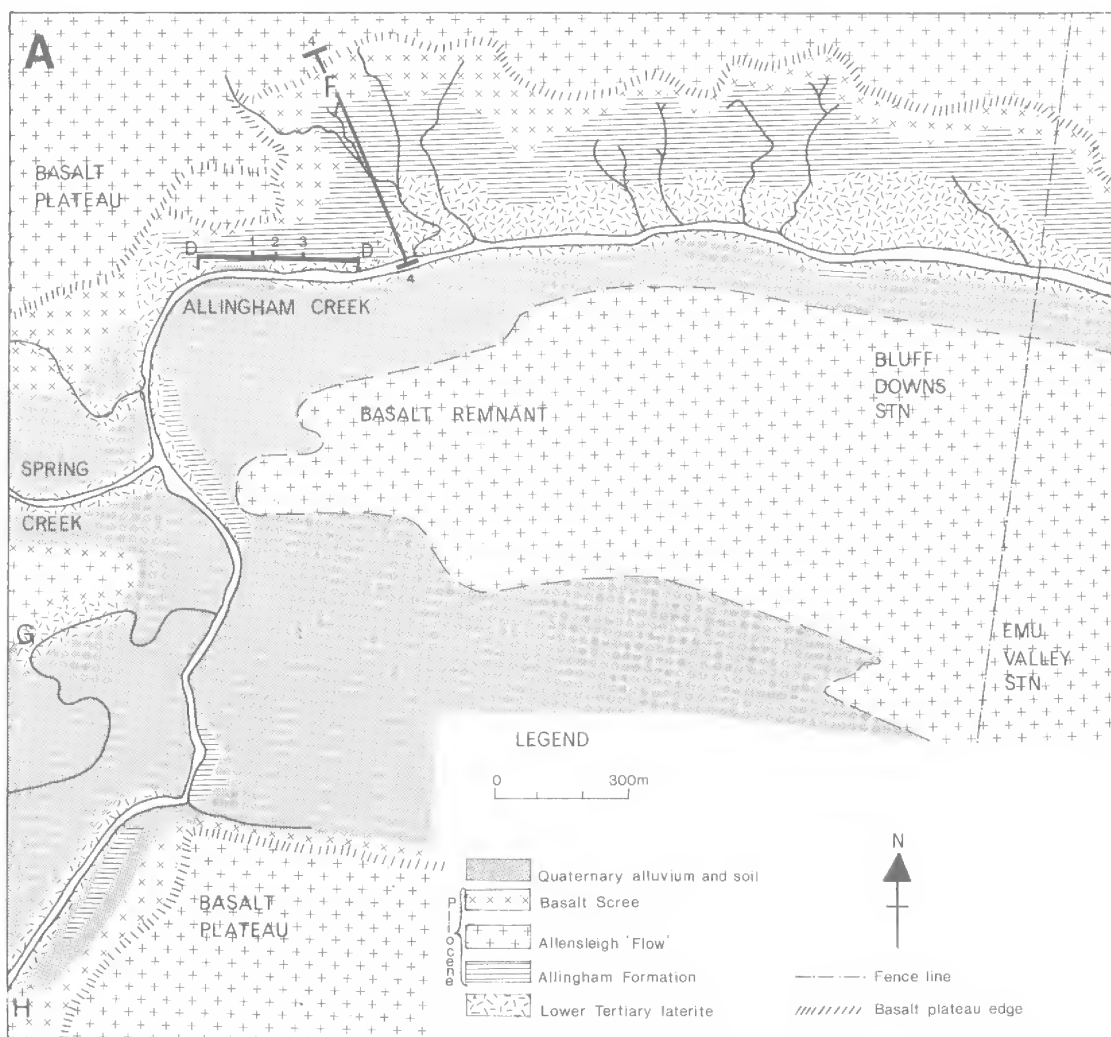 A
4
F
BASALT
PLATEAU
D 1 2 3 D'
4
ALLINGHAM CREEK
BLUFF
DOWNS
STN
BASALT REMNANT
SPRING
CREEK
G
EMU
VALLEY
STN
LEGEND
0 300m
N
Quaternary alluvium and soil
Pliocene
Basalt Scree
Allensleigh 'Flow'
Allingham Formation
Lower Tertiary laterite
Fence line
Basalt plateau edge
BASALT
PLATEAU
H